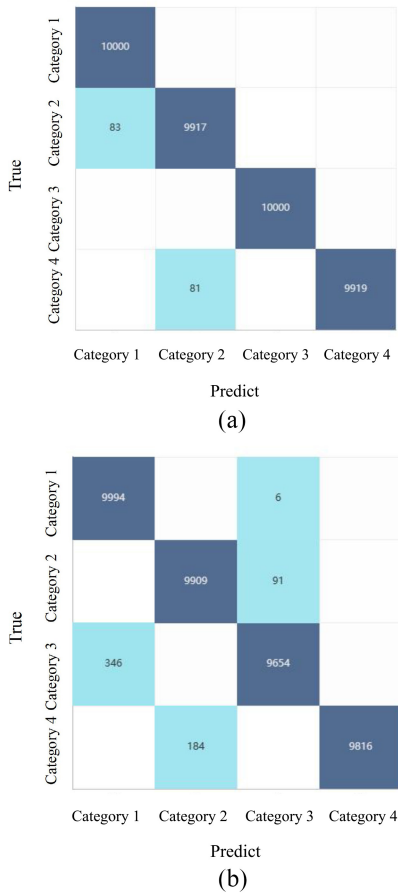 Category 1
10000
Category 2
83
9917
Category 3
10000
Category 4
81
9919
True
Category 1 Category 2 Category 3 Category 4
Predict
(a)
Category 1
9994
6
Category 2
9909
91
Category 3
346
9654
Category 4
184
9816
True
Category 1 Category 2 Category 3 Category 4
Predict
(b)